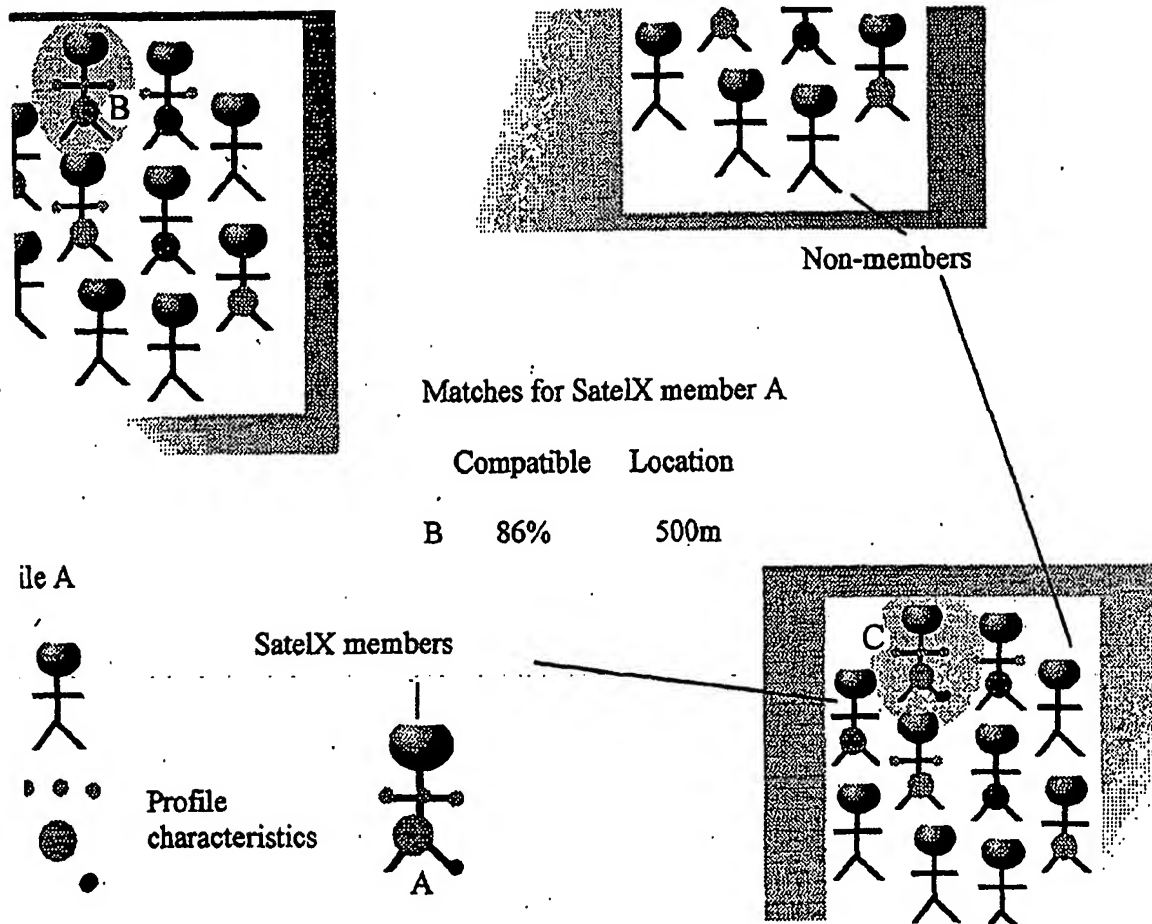 B
Non-members
Matches for SatelX member A
Compatible Location
B 86% 500m
ile A
SatelX members
C
Profile
characteristics
A